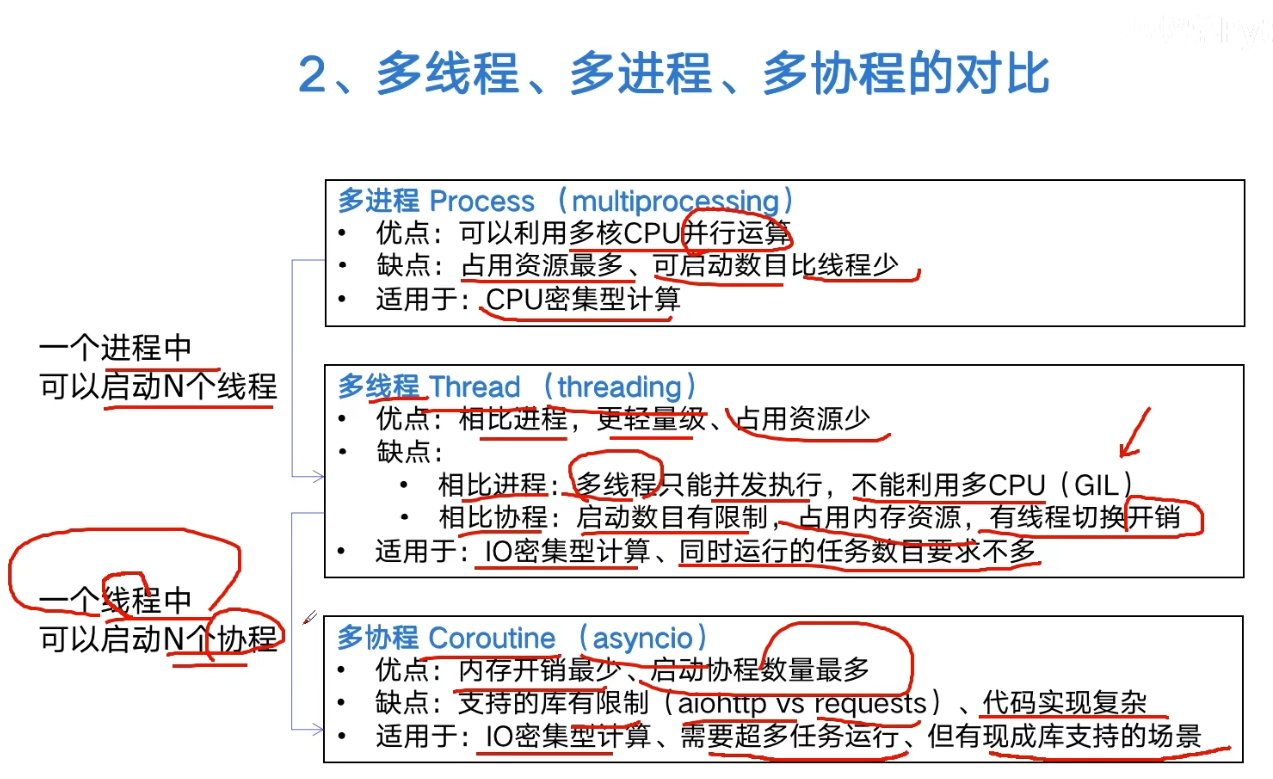 2、多线程、多进程、多协程的对比
多进程 Process （multiprocessing）
• 优点：可以利用多核CPU并行运算
• 缺点：占用资源最多、可启动数目比线程少
• 适用于：CPU密集型计算
一个进程中
可以启动N个线程
多线程 Thread （threading）
• 优点：相比进程，更轻量级、占用资源少
• 缺点：
• 相比进程：多线程只能并发执行，不能利用多CPU（GIL）
• 相比协程：启动数目有限制，占用内存资源，有线程切换开销
• 适用于：IO密集型计算、同时运行的任务数目要求不多
一个线程中
可以启动N个协程
多协程 Coroutine （asyncio）
• 优点：内存开销最少、启动协程数量最多
• 缺点：支持的库有限制（aiohttp vs requests）、代码实现复杂
• 适用于：IO密集型计算、需要超多任务运行、但有现成库支持的场景